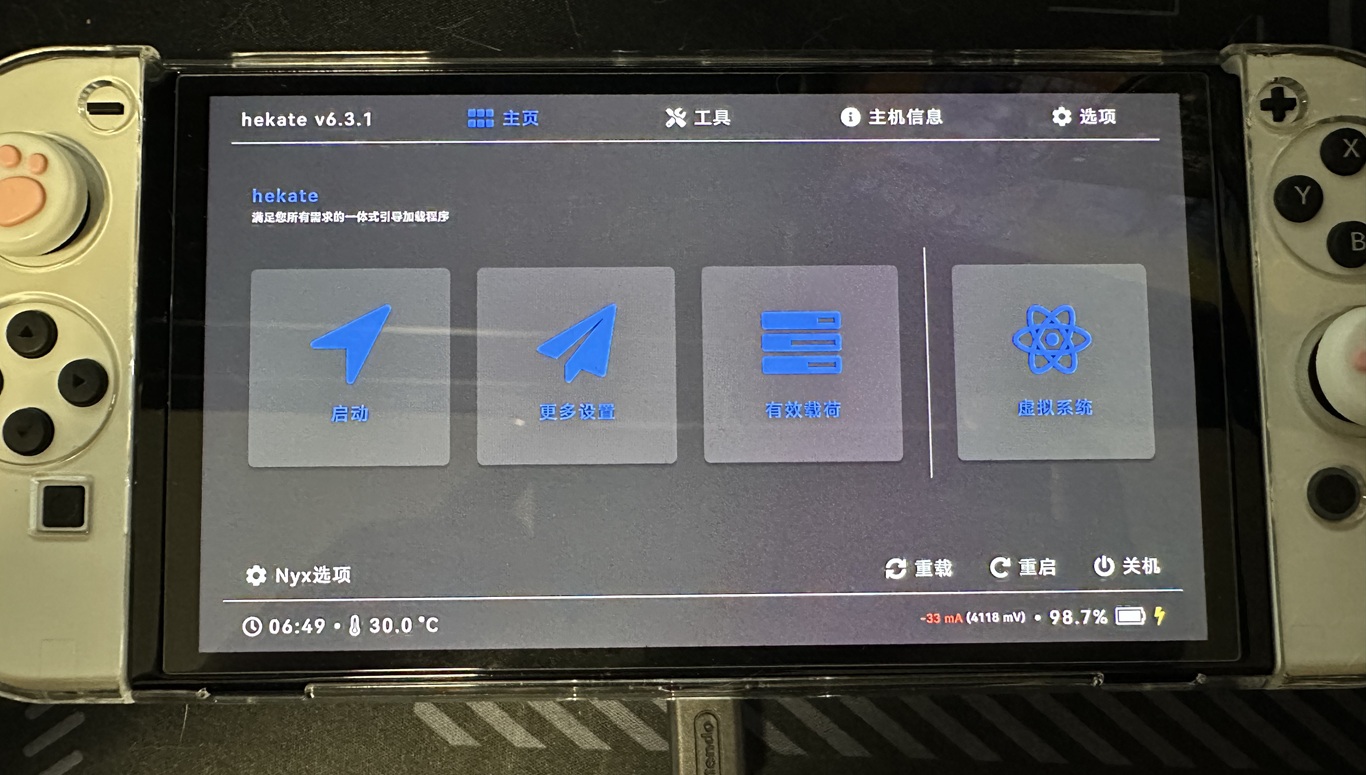 hekate v6.3.1 主页 工具 主机信息 选项
hekate
满足您所有需求的一体式引导加载程序
启动 更多设置 有效载荷 虚拟系统
Nyx选项 重载 重启 关机
06:49 • 30.0 °C -33 mA (4118 mV) • 98.7%
X
Y
B